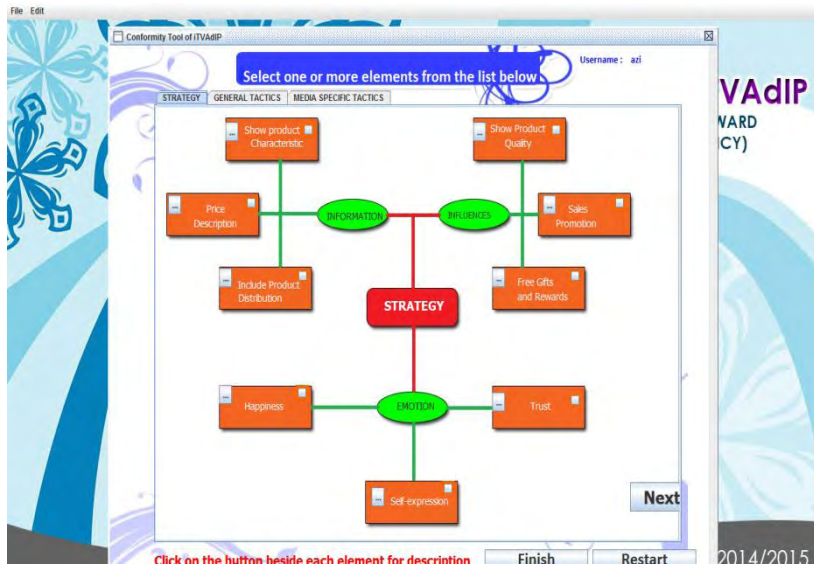 File Edit
Conformity Tool of iTVAdIP
Select one or more elements from the list below
Username : azi
STRATEGY GENERAL TACTICS MEDIA SPECIFIC TACTICS
VAdIP
WARD
ICY)
Show product
Characteristic
Show Product
Quality
Price
Description
INFORMATION
INFLUENCES
Sales
Promotion
Include Product
Distribution
Free Gifts
and Rewards
STRATEGY
Happiness
EMOTION
Trust
Self-expression
Next
Click on the button beside each element for description
Finish
Restart
2014/2015